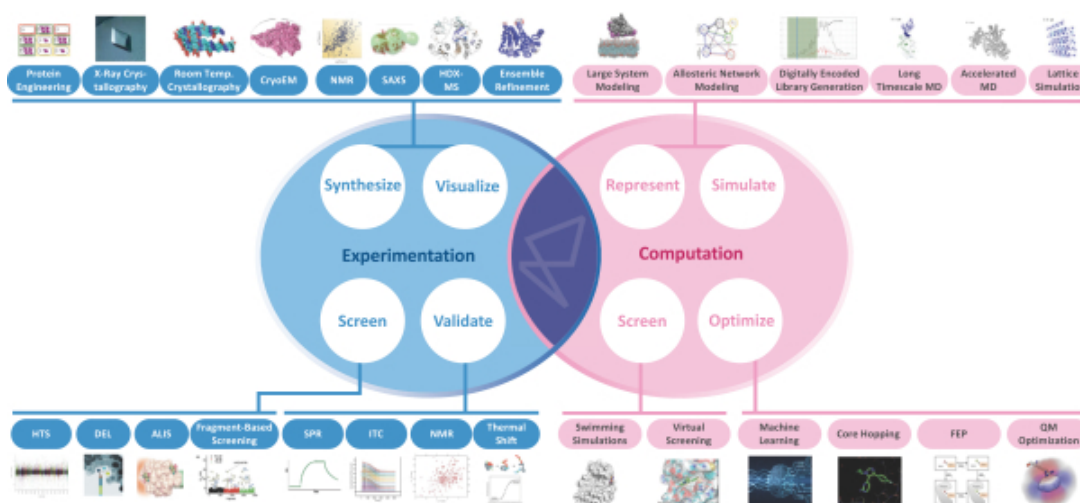 Protein
Engineering
X-Ray Crys-
tallography
Room Temp.
Crystallography
CryoEM
NMR
SAXS
HDX-
MS
Ensemble
Refinement
Large System
Modeling
Allosteric Network
Modeling
Digitally Encoded
Library Generation
Long
Timescale MD
Accelerated
MD
Lattice
Simulatio
Synthesize
Visualize
Represent
Simulate
Experimentation
Computation
Screen
Validate
Screen
Optimize
HTS
DEL
ALIS
Fragment-Based
Screening
SPR
ITC
NMR
Thermal
Shift
Swimming
Simulations
Virtual
Screening
Machine
Learning
Core Hopping
FEP
QM
Optimization